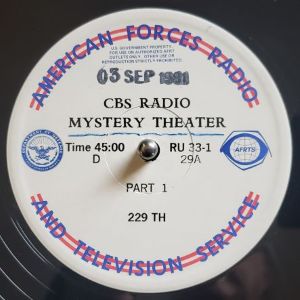 AMERICAN FORCES RADIO
U.S. GOVERNMENT PROPERTY
FOR USE ON AFRT
OUTLETS ONLY. OTHER USE OR
REPRODUCTION STRICTLY
PROHIBITED.
03 SEP 1981
CBS RADIO
MYSTERY THEATER
Time 45:00 RU 33-1
D 29A
AFRTS
PART 1
229 TH
AND TELEVISION SERVICE